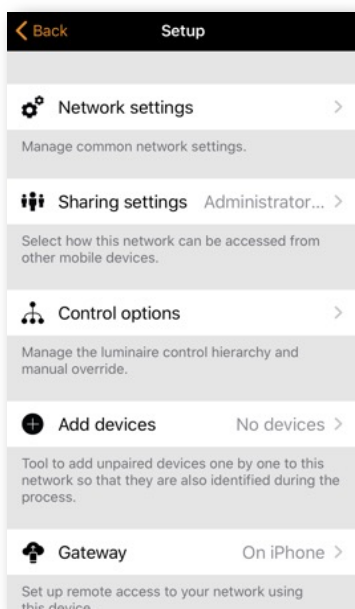 Back Setup
Network settings
Manage common network settings.
Sharing settings Administrator...
Select how this network can be accessed from
other mobile devices.
Control options
Manage the luminaire control hierarchy and
manual override.
Add devices No devices
Tool to add unpaired devices one by one to this
network so that they are also identified during the
process.
Gateway On iPhone
Set up remote access to your network using
this device